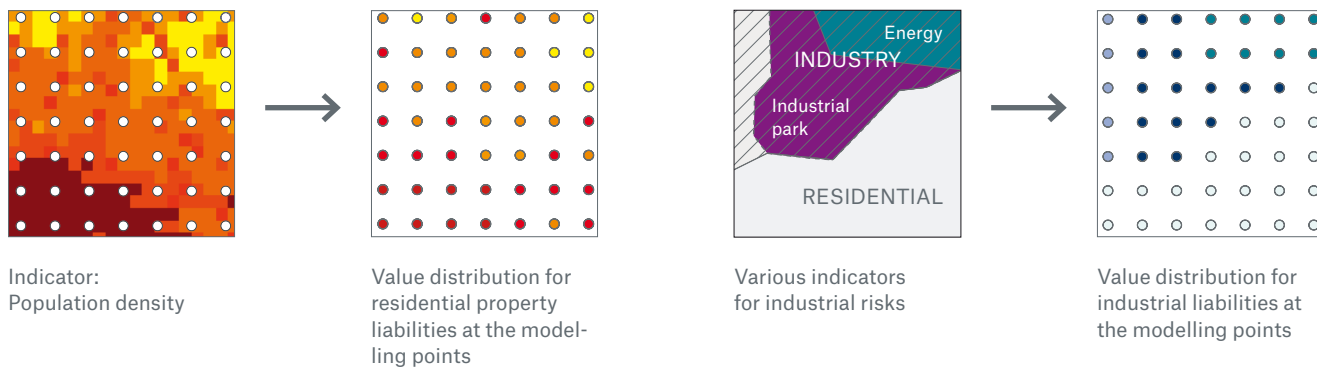 Energy
INDUSTRY
Industrial
park
RESIDENTIAL
Indicator:
Population density
Value distribution for
residential property
liabilities at the model-
ling points
Various indicators
for industrial risks
Value distribution for
industrial liabilities at
the modelling points